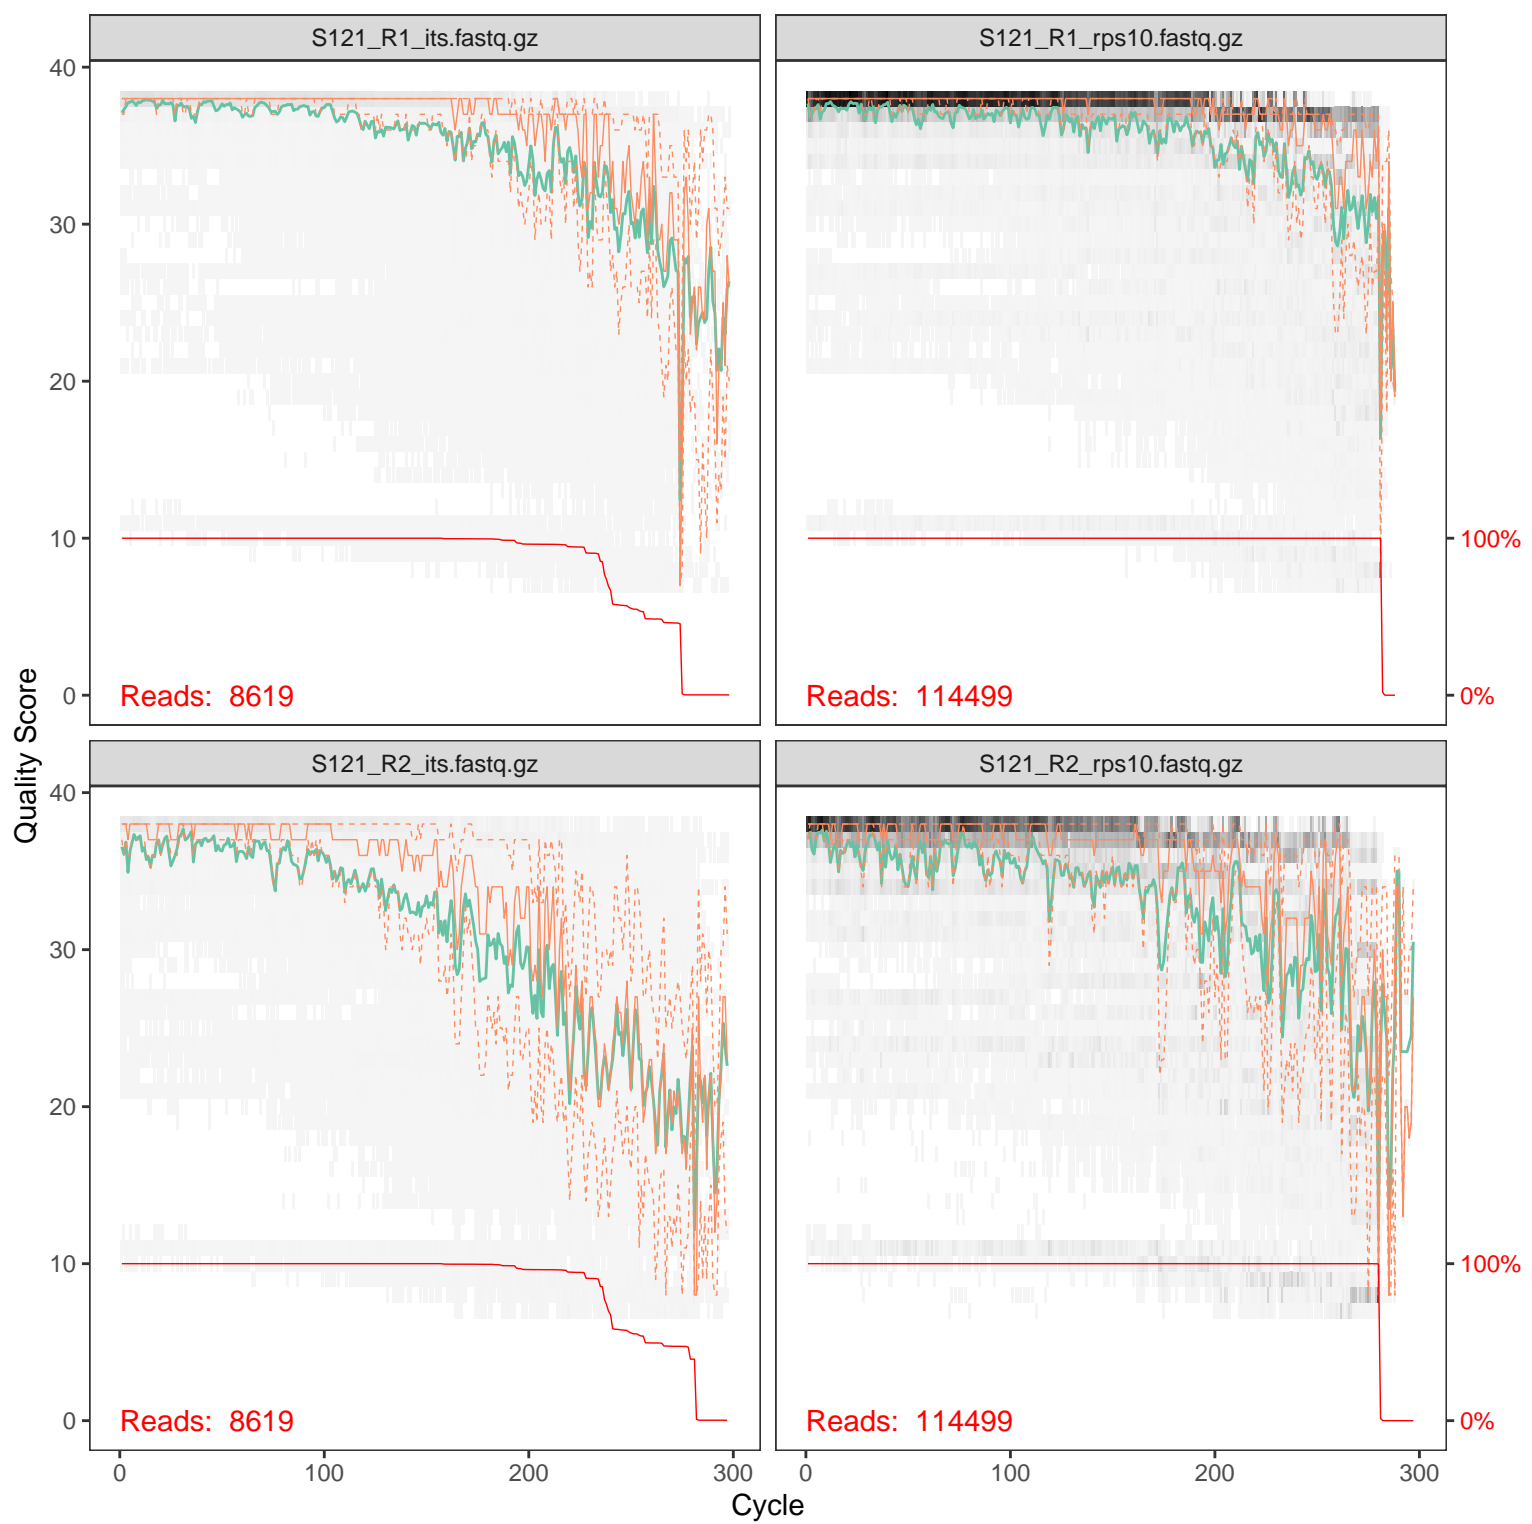 S121_R1_its.fastq.gz
S121_R1_rps10.fastq.gz
40
30
20
10
0
100%
0%
Reads: 8619
Reads: 114499
Quality Score
S121_R2_its.fastq.gz
S121_R2_rps10.fastq.gz
40
30
20
10
0
100%
0%
Reads: 8619
Reads: 114499
0
100
200
300
0
100
200
300
Cycle